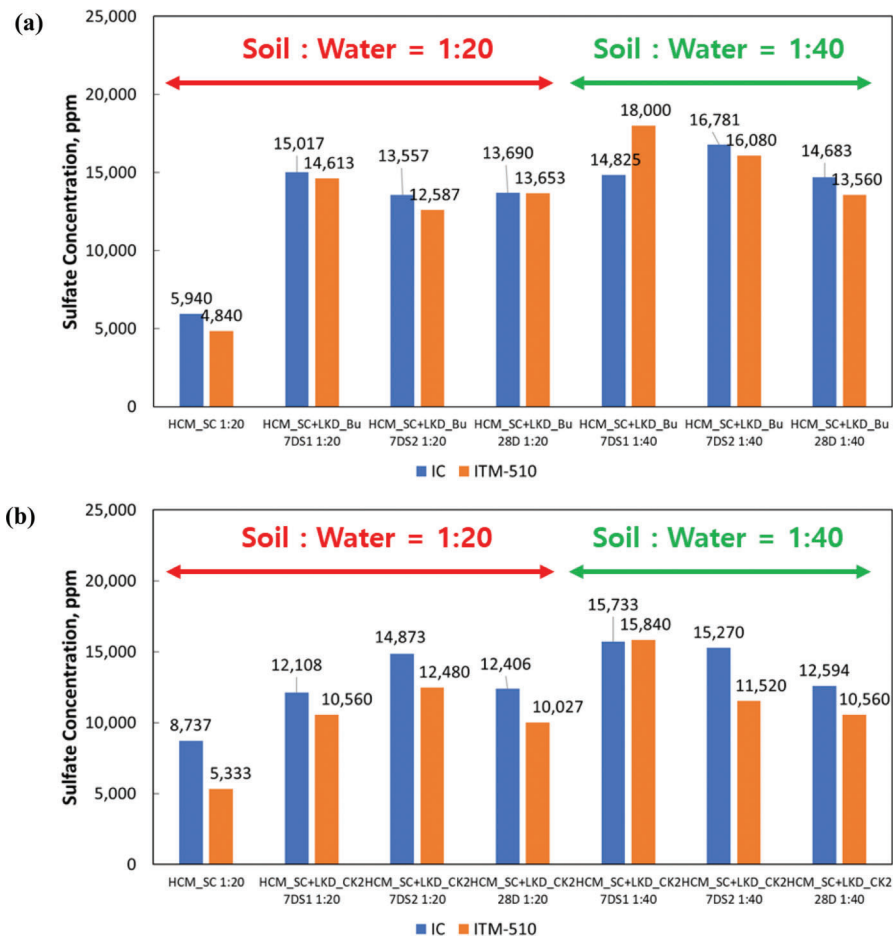 (a)
25,000
20,000
15,000
10,000
5,000
0
Sulfate Concentration, ppm
Soil : Water = 1:20
Soil : Water = 1:40
5,940
4,840
15,017
14,613
13,557
12,587
13,690
13,653
14,825
18,000
16,781
16,080
14,683
13,560
HCM_SC 1:20
HCM_SC+LKD_Bu
7DS1 1:20
HCM_SC+LKD_Bu
7DS2 1:20
HCM_SC+LKD_Bu
28D 1:20
HCM_SC+LKD_Bu
7DS1 1:40
HCM_SC+LKD_Bu
7DS2 1:40
HCM_SC+LKD_Bu
28D 1:40
IC
ITM-510
(b)
25,000
20,000
15,000
10,000
5,000
0
Sulfate Concentration, ppm
Soil : Water = 1:20
Soil : Water = 1:40
8,737
5,333
12,108
10,560
14,873
12,480
12,406
10,027
15,733
15,840
15,270
11,520
12,594
10,560
HCM_SC 1:20
HCM_SC+LKD_CK2
7DS1 1:20
HCM_SC+LKD_CK2
7DS2 1:20
HCM_SC+LKD_CK2
28D 1:20
HCM_SC+LKD_CK2
7DS1 1:40
HCM_SC+LKD_CK2
7DS2 1:40
HCM_SC+LKD_CK2
28D 1:40
IC
ITM-510